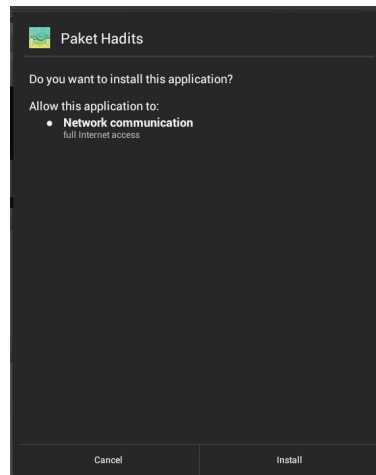 Paket Hadits
Do you want to install this application?
Allow this application to:
● Network communication
full Internet access
Cancel
Install